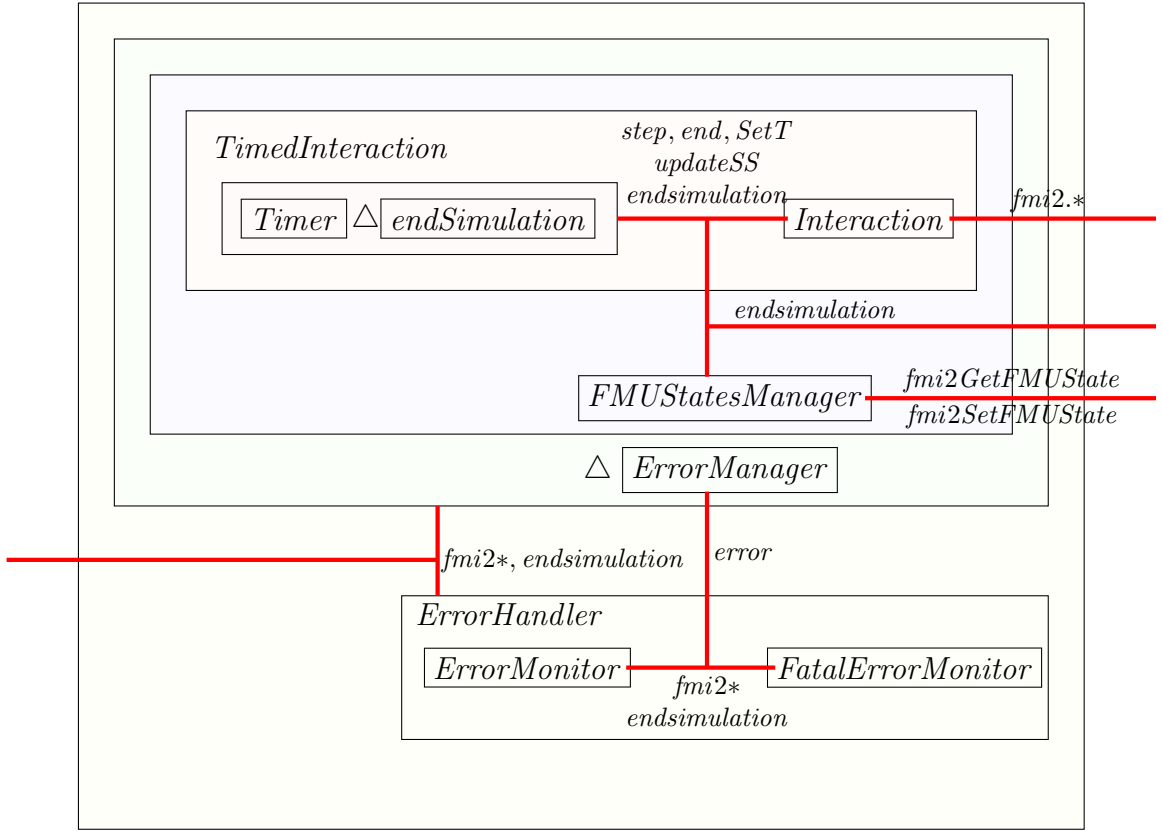 step, end, SetT
TimedInteraction
updateSS
endsimulation
fmi2.*
Timer △ endSimulation
Interaction
endsimulation
fmi2GetFMUState
FMUStatesManager
fmi2SetFMUState
△ ErrorManager
fmi2*, endsimulation
error
ErrorHandler
ErrorMonitor
FatalErrorMonitor
fmi2*
endsimulation